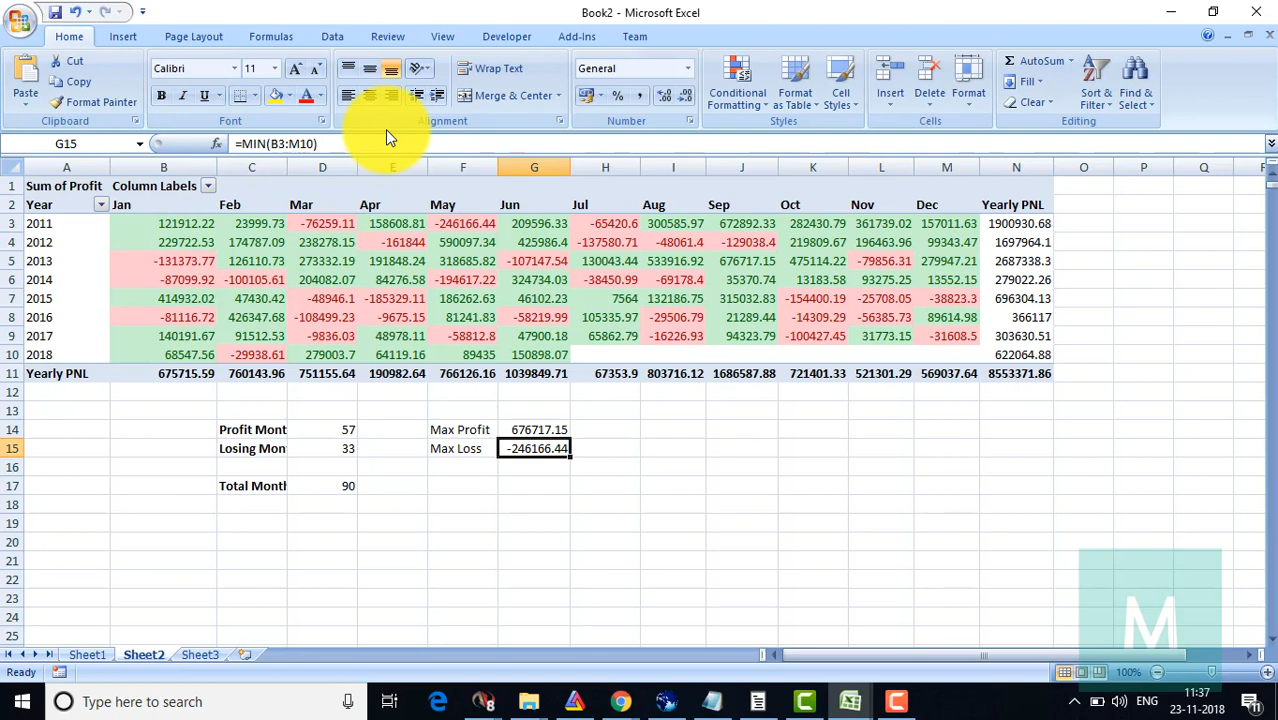 Book2 - Microsoft Excel
Home Insert Page Layout Formulas Data Review View Developer Add-Ins Team
Paste
Cut
Copy
Format Painter
Clipboard
Calibri 11
B I U
Font
Wrap Text
Merge & Center
Alignment
General
Number
Conditional Formatting
Format as Table
Cell Styles
Styles
Insert Delete Format
Cells
AutoSum
Fill
Clear
Sort & Filter
Find & Select
Editing
G15 fx =MIN(B3:M10)
A B C D E F G H I J K L M N O P Q
1 Sum of Profit Column Labels
2 Year Jan Feb Mar Apr May Jun Jul Aug Sep Oct Nov Dec Yearly PNL
3 2011 121912.22 23999.73 -76259.11 158608.81 -246166.44 209596.33 -65420.6 300585.97 672892.33 282430.79 361739.02 157011.63 1900930.68
4 2012 229722.53 174787.09 238278.15 -161844 590097.34 425986.4 -137580.71 -48061.4 -129038.4 219809.67 196463.96 99343.47 1697964.1
5 2013 -131373.77 126110.73 273332.19 191848.24 318685.82 -107147.54 130043.44 533916.92 676717.15 475114.22 -79856.31 279947.21 2687338.3
6 2014 -87099.92 -100105.61 204082.07 84276.58 -194617.22 324734.03 -38450.99 -69178.4 35370.74 13183.58 93275.25 13552.15 279022.26
7 2015 414932.02 47430.42 -48946.1 -185329.11 186262.63 46102.23 7564 132186.75 315032.83 -154400.19 -25708.05 -38823.3 696304.13
8 2016 -81116.72 426347.68 -108499.23 -9675.15 81241.83 -58219.99 105335.97 -29506.79 21289.44 -14309.29 -56385.73 89614.98 366117
9 2017 140191.67 91512.53 -9836.03 48978.11 -58812.8 47900.18 65862.79 -16226.93 94323.79 -100427.45 31773.15 -31608.5 303630.51
10 2018 68547.56 -29938.61 279003.7 64119.16 89435 150898.07 622064.88
11 Yearly PNL 675715.59 760143.96 751155.64 190982.64 766126.16 1039849.71 67353.9 803716.12 1686587.88 721401.33 521301.29 569037.64 8553371.86
12
13
14 Profit Mont 57 Max Profit 676717.15
15 Losing Mon 33 Max Loss -246166.44
16
17 Total Month 90
18
19
20
21
22
23
24
25
M
Sheet1 Sheet2 Sheet3
Ready 100%
Type here to search
ENG
11:37
23-11-2018